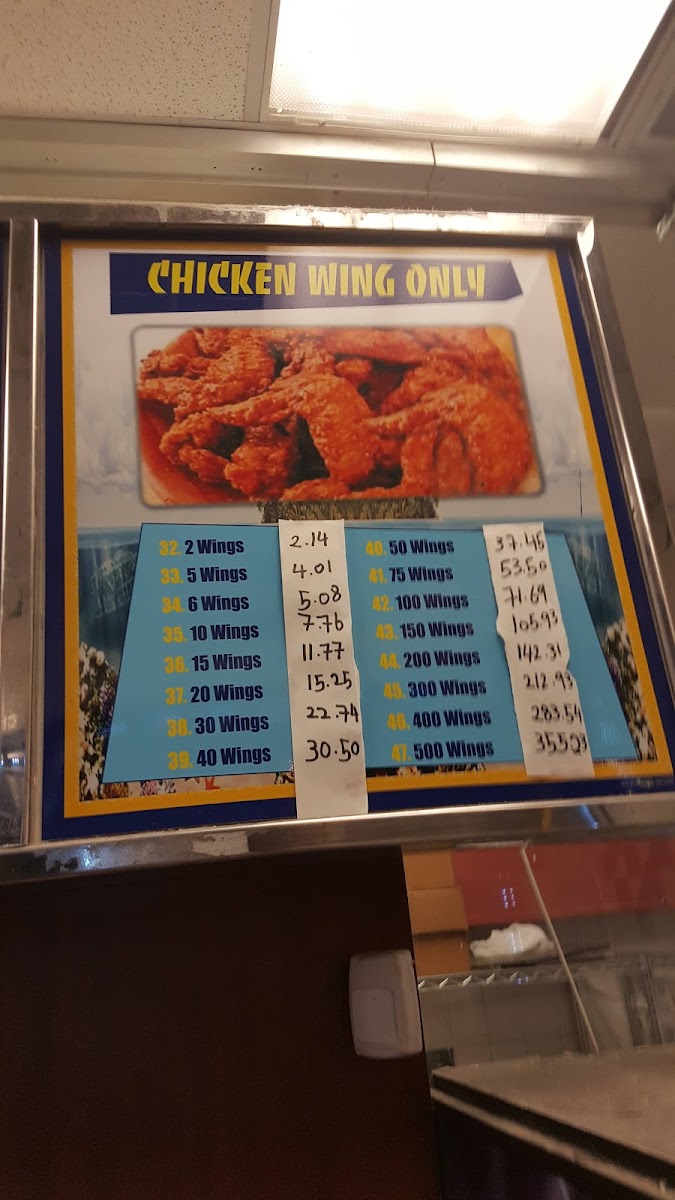 CHICKEN WING ONLY
32. 2 Wings 2.14
33. 5 Wings 4.01
34. 6 Wings 5.08
35. 10 Wings 7.76
36. 15 Wings 11.77
37. 20 Wings 15.25
38. 30 Wings 22.74
39. 40 Wings 30.50
40. 50 Wings 37.45
41. 75 Wings 53.50
42. 100 Wings 71.69
43. 150 Wings 105.93
44. 200 Wings 142.31
45. 300 Wings 212.93
46. 400 Wings 283.54
47. 500 Wings 355.93